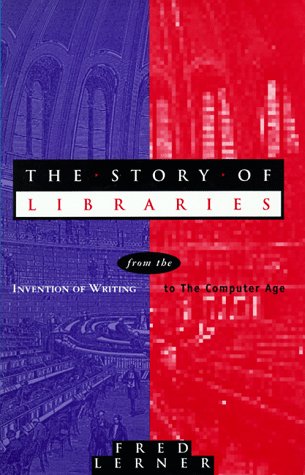 THE · STORY · OF
LIBRARIES
from the
INVENTION OF WRITING to The Computer Age
FRED
LERNER